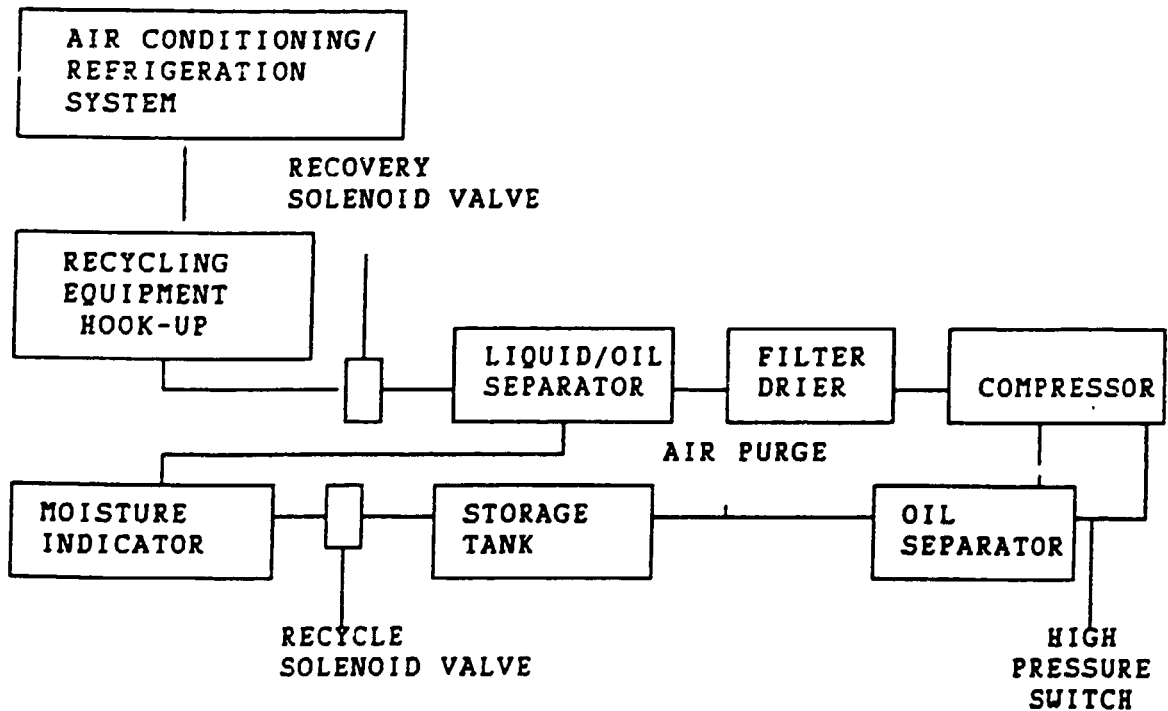 AIR CONDITIONING/
REFRIGERATION
SYSTEM
RECOVERY
SOLENOID VALVE
RECYCLING
EQUIPMENT
HOOK-UP
LIQUID/OIL
SEPARATOR
FILTER
DRIER
COMPRESSOR
AIR PURGE
MOISTURE
INDICATOR
STORAGE
TANK
OIL
SEPARATOR
RECYCLE
SOLENOID VALVE
HIGH
PRESSURE
SWITCH